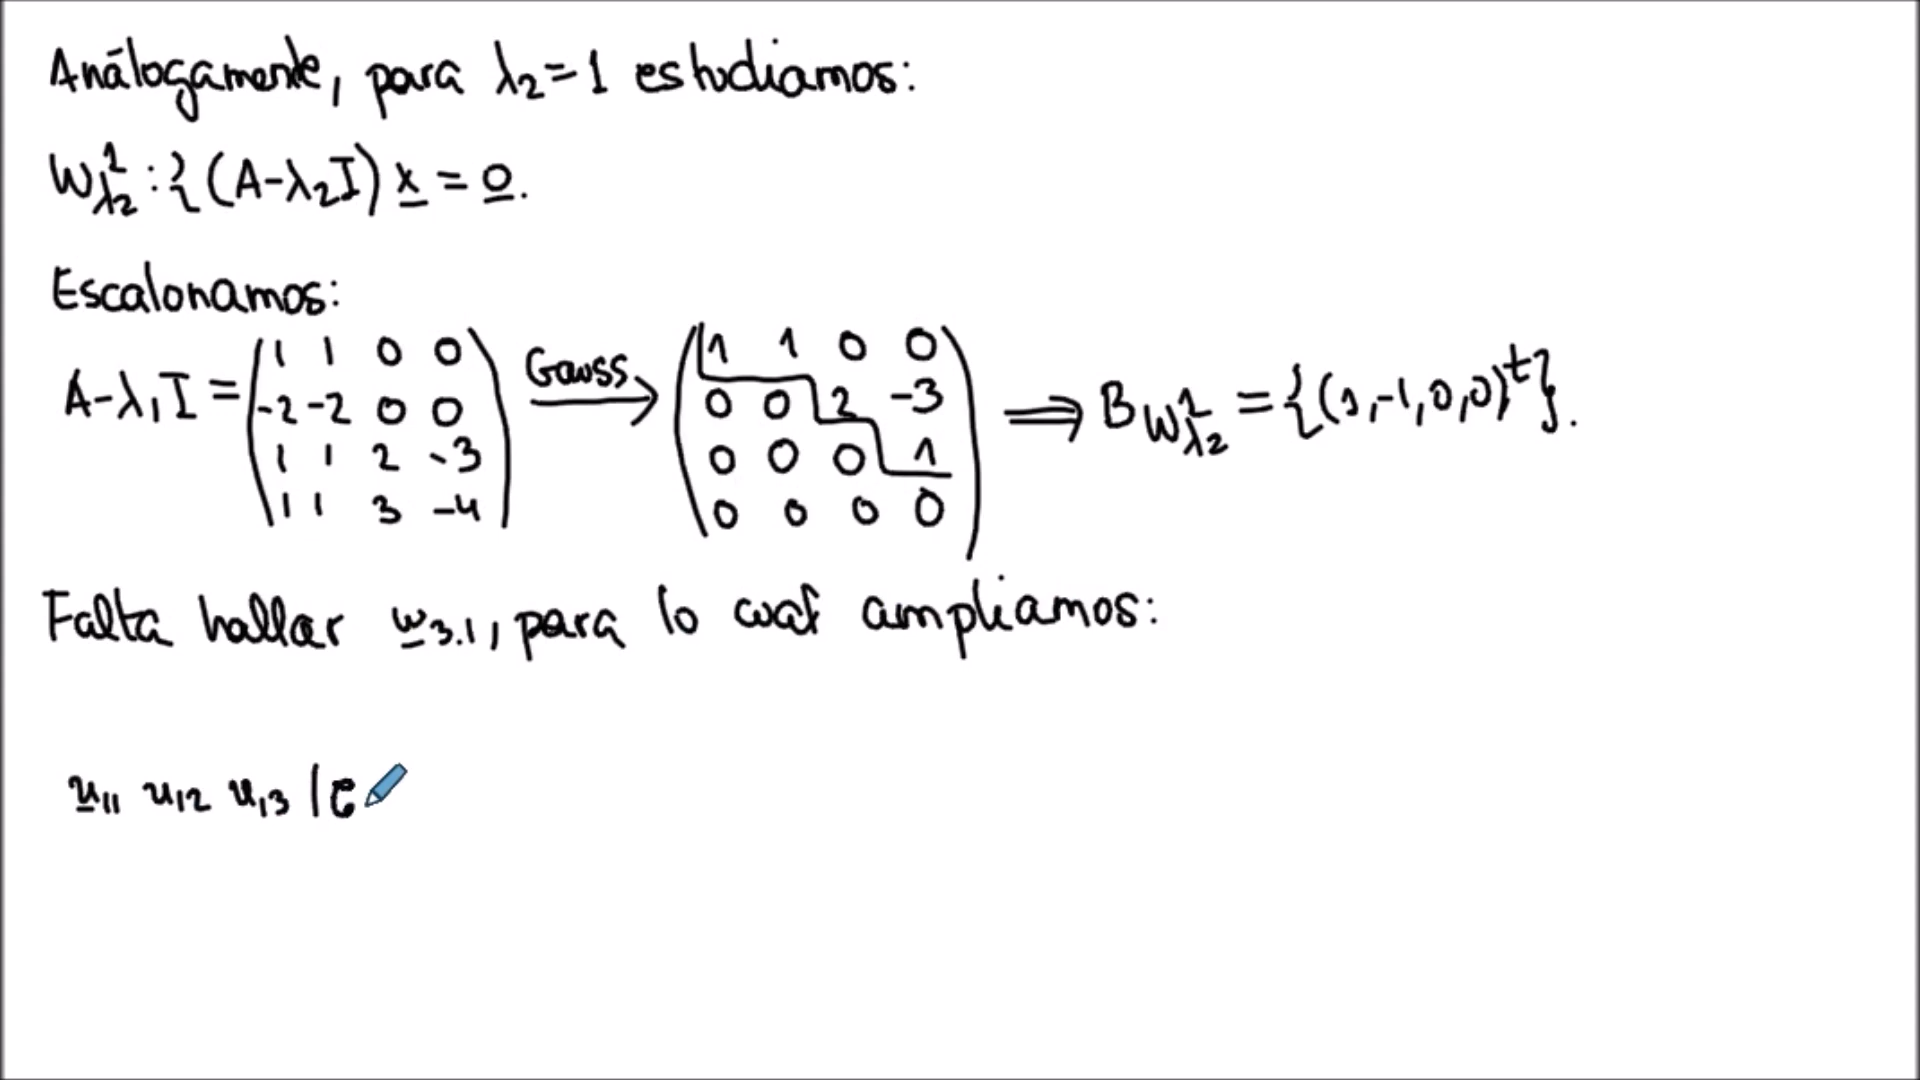 Análogamente, para λ₂=1 estudiamos:
W¹_λ₂ : { (A-λ₂I) x = 0.
Escalonamos:
A-λ₁I = (1 1 0 0; -2 -2 0 0; 1 1 2 -3; 1 1 3 -4) Gauss→ (1 1 0 0; 0 0 2 -3; 0 0 0 1; 0 0 0 0) ⟹ B_W¹_λ₂ = {(1,-1,0,0)ᵗ}.
Falta hallar w₃.₁, para lo cual ampliamos:
u₁₁ u₁₂ u₁₃ |